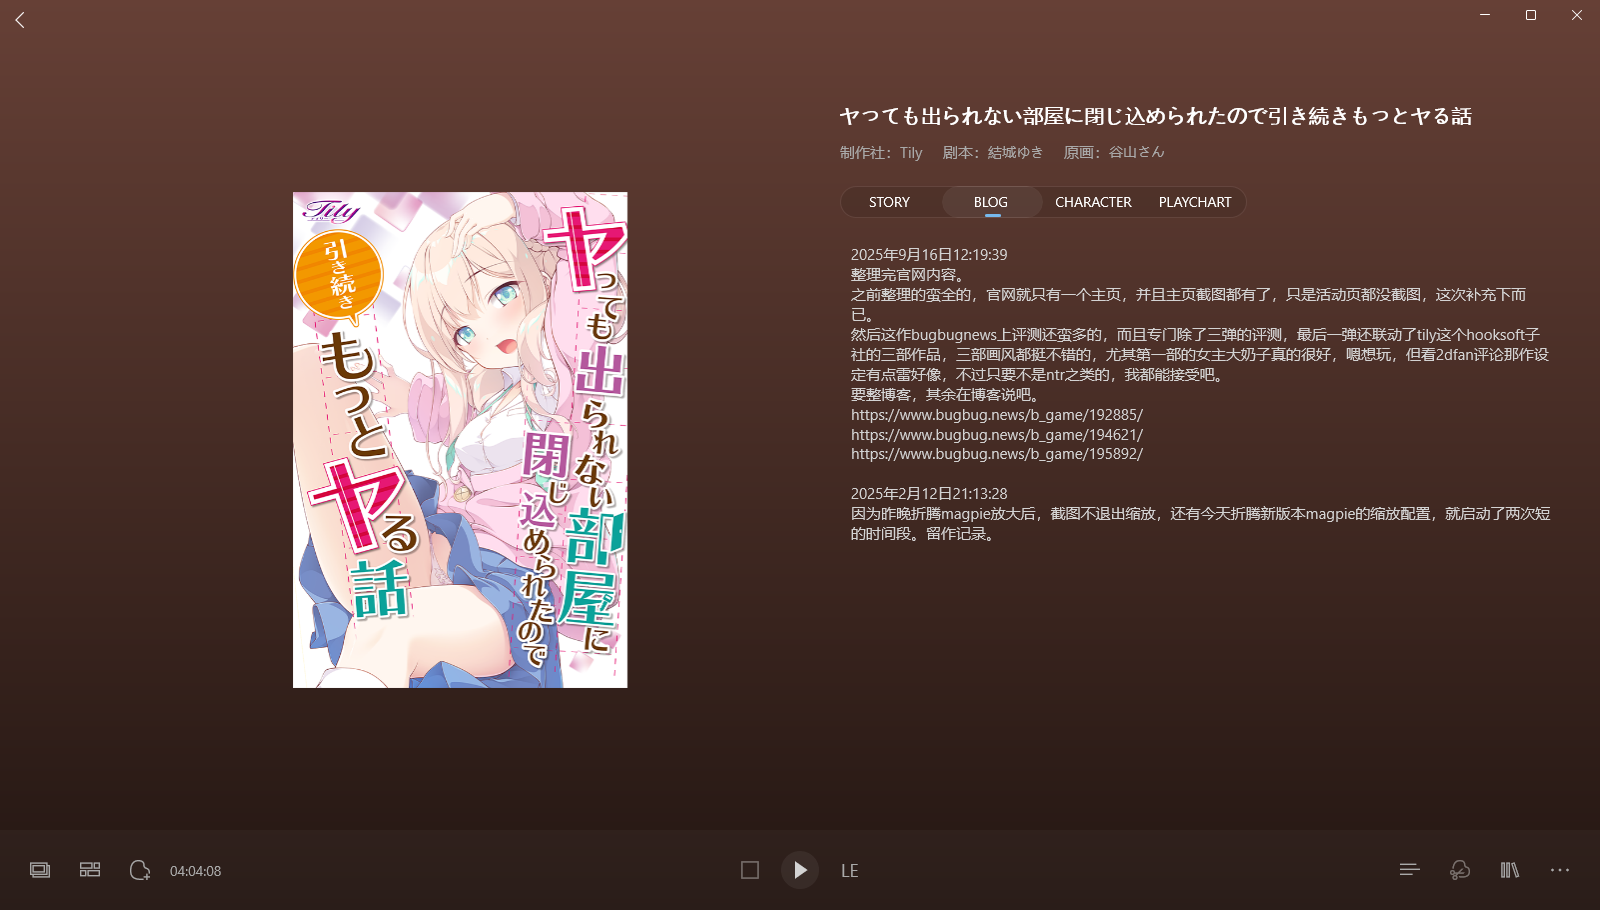 ヤっても出られない部屋に閉じ込められたので引き続きもっとヤる話
制作社：Tily 剧本：結城ゆき 原画：谷山さん
STORY BLOG CHARACTER PLAYCHART
Tily
ティリー
引き続き
もっと
ヤる話
ヤっても出られない
部屋に
閉じ込められたので
2025年9月16日12:19:39
整理完官网内容。
之前整理的蛮全的，官网就只有一个主页，并且主页截图都有了，只是活动页都没截图，这次补充下而
已。
然后这作bugbugnews上评测还蛮多的，而且专门除了三弹的评测，最后一弹还联动了tily这个hooksoft子
社的三部作品，三部画风都挺不错的，尤其第一部的女主大奶子真的很好，嗯想玩，但看2dfan评论那作设
定有点雷好像，不过只要不是ntr之类的，我都能接受吧。
要整博客，其余在博客说吧。
https://www.bugbug.news/b_game/192885/
https://www.bugbug.news/b_game/194621/
https://www.bugbug.news/b_game/195892/
2025年2月12日21:13:28
因为昨晚折腾magpie放大后，截图不退出缩放，还有今天折腾新版本magpie的缩放配置，就启动了两次短
的时间段。留作记录。
04:04:08
LE